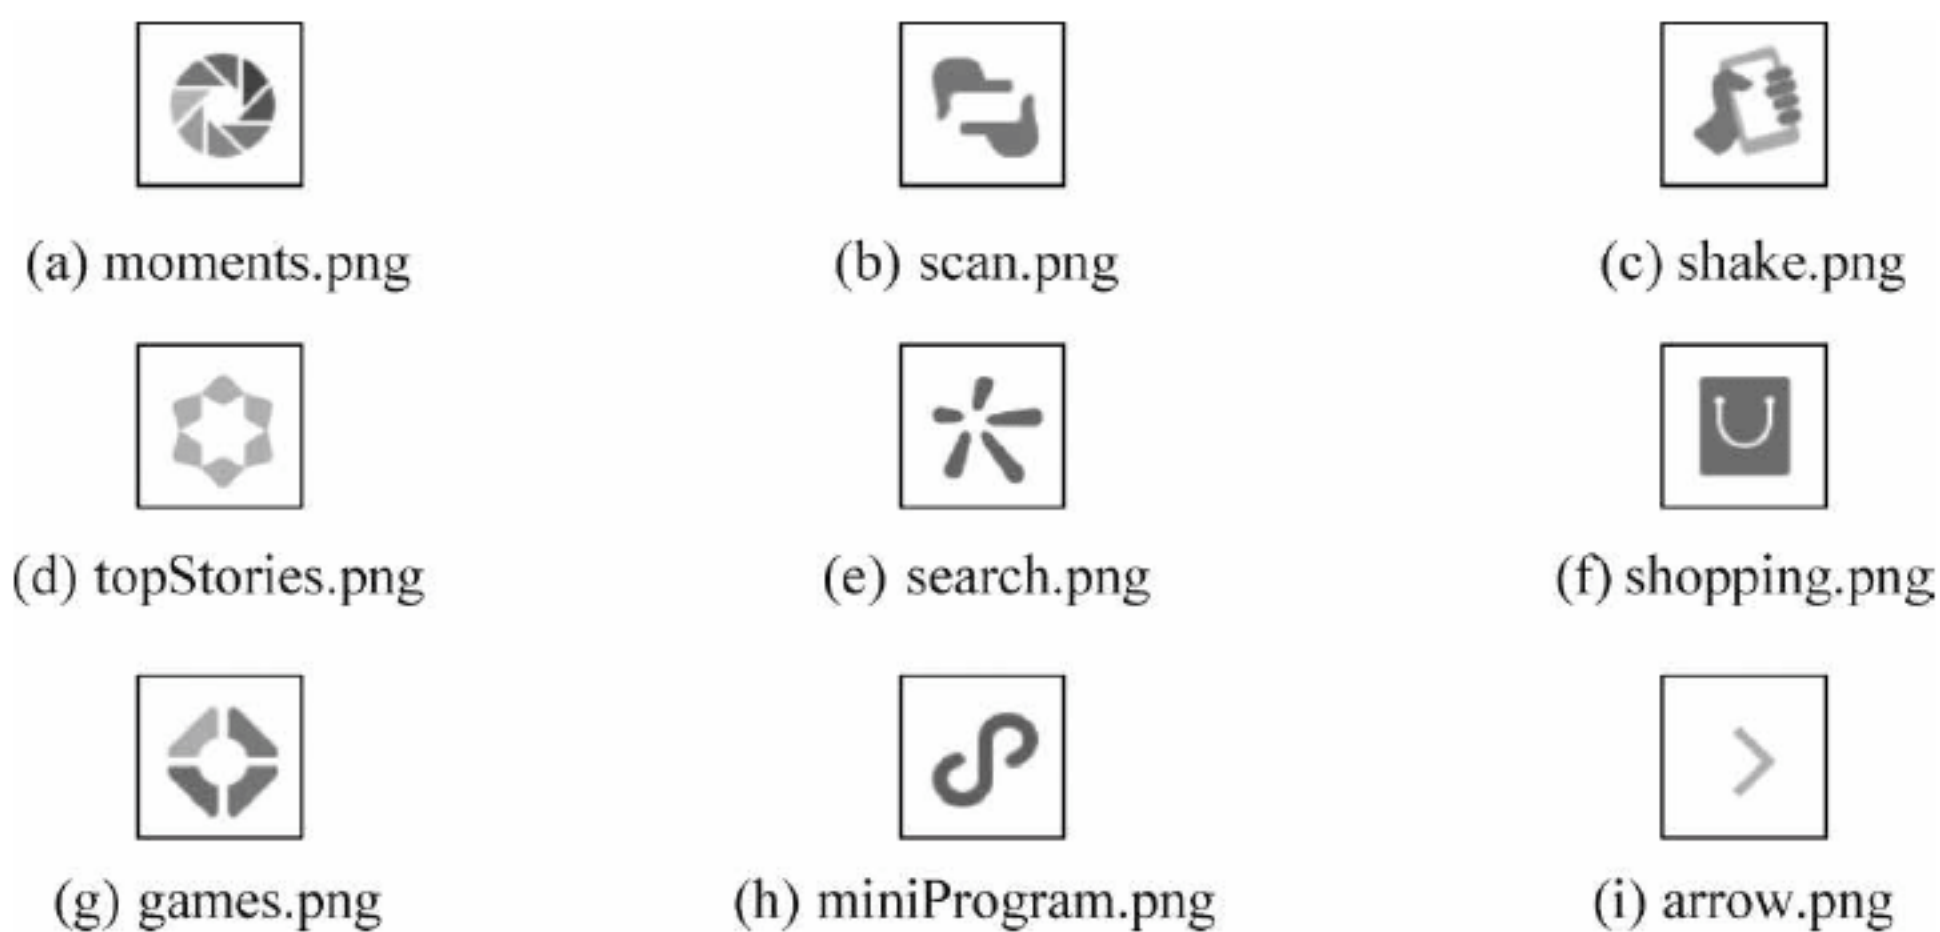 (a) moments.png
(b) scan.png
(c) shake.png
(d) topStories.png
(e) search.png
(f) shopping.png
(g) games.png
(h) miniProgram.png
(i) arrow.png